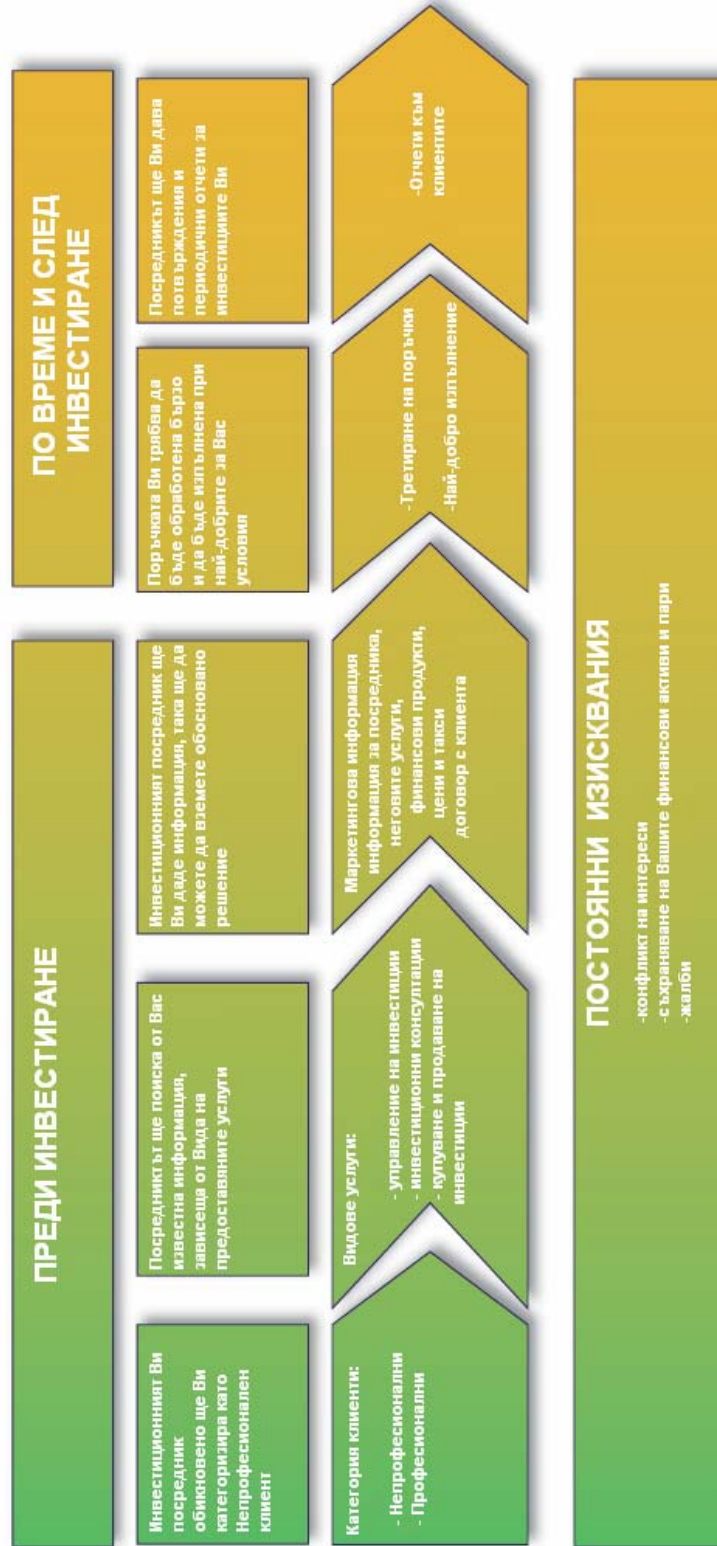 ПРЕДИ ИНВЕСТИРАНЕ
ПО ВРЕМЕ И СЛЕД
ИНВЕСТИРАНЕ
Инвестиционният Ви
посредник
обикновено ще Ви
категоризира като
Непрофесионален
клиент
Посредникът ще поиска от Вас
известна информация,
зависеща от Вида на
предоставяните услуги
Инвестиционният посредник ще
Ви даде информация, така ще да
можете да вземете обосновано
решение
Поръчката Ви трябва да
бъде обработена бързо
и да бъде изпълнена при
най-добрите за Вас
условия
Посредникът ще Ви дава
потвърждения и
периодични отчети за
инвестициите Ви
Категория клиенти:
- Непрофесионални
- Професионални
Видове услуги:
- управление на инвестиции
- инвестиционни консултации
- купуване и продаване на
инвестиции
Маркетингова информация
информация за посредника,
неговите услуги,
финансови продукти,
цени и такси
договор с клиента
-Третиране на поръчки
-Най-добро изпълнение
-Отчети към
клиентите
ПОСТОЯННИ ИЗИСКВАНИЯ
-конфликт на интереси
-съхраняване на Вашите финансови активи и пари
-жалби